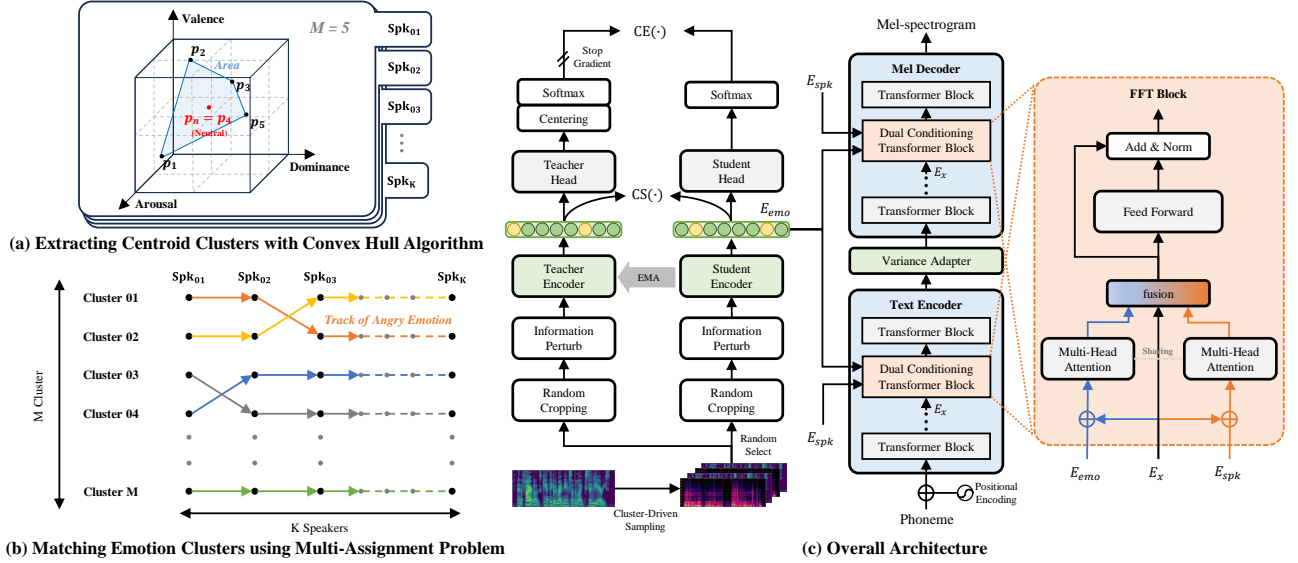 Valence
M = 5
Spk01
Spk02
Spk03
SpkK
p2
Area
p3
pn = p4
(Neutral)
p5
p1
Dominance
Arousal
(a) Extracting Centroid Clusters with Convex Hull Algorithm
Spk01
Spk02
Spk03
SpkK
Cluster 01
Track of Angry Emotion
Cluster 02
Cluster 03
Cluster 04
Cluster M
M Cluster
K Speakers
(b) Matching Emotion Clusters using Multi-Assignment Problem
CE(·)
Stop
Gradient
Softmax
Centering
Softmax
Teacher
Head
Student
Head
CS(·)
Eemo
Teacher
Encoder
EMA
Student
Encoder
Information
Perturb
Information
Perturb
Random
Cropping
Random
Cropping
Random
Select
Cluster-Driven
Sampling
Mel-spectrogram
Mel Decoder
Transformer Block
Espk
Dual Conditioning
Transformer Block
Ex
Transformer Block
Variance Adapter
Text Encoder
Transformer Block
Dual Conditioning
Transformer Block
Espk
Ex
Transformer Block
Positional
Encoding
Phoneme
FFT Block
Add & Norm
Feed Forward
fusion
Multi-Head
Attention
Sharing
Multi-Head
Attention
Eemo
Ex
Espk
(c) Overall Architecture